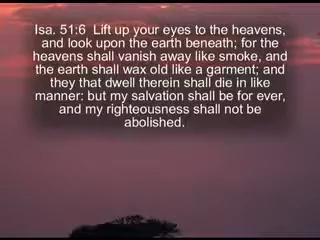 Isa. 51:6  Lift up your eyes to the heavens,
and look upon the earth beneath; for the
heavens shall vanish away like smoke, and
the earth shall wax old like a garment; and
they that dwell therein shall die in like
manner: but my salvation shall be for ever,
and my righteousness shall not be
abolished.